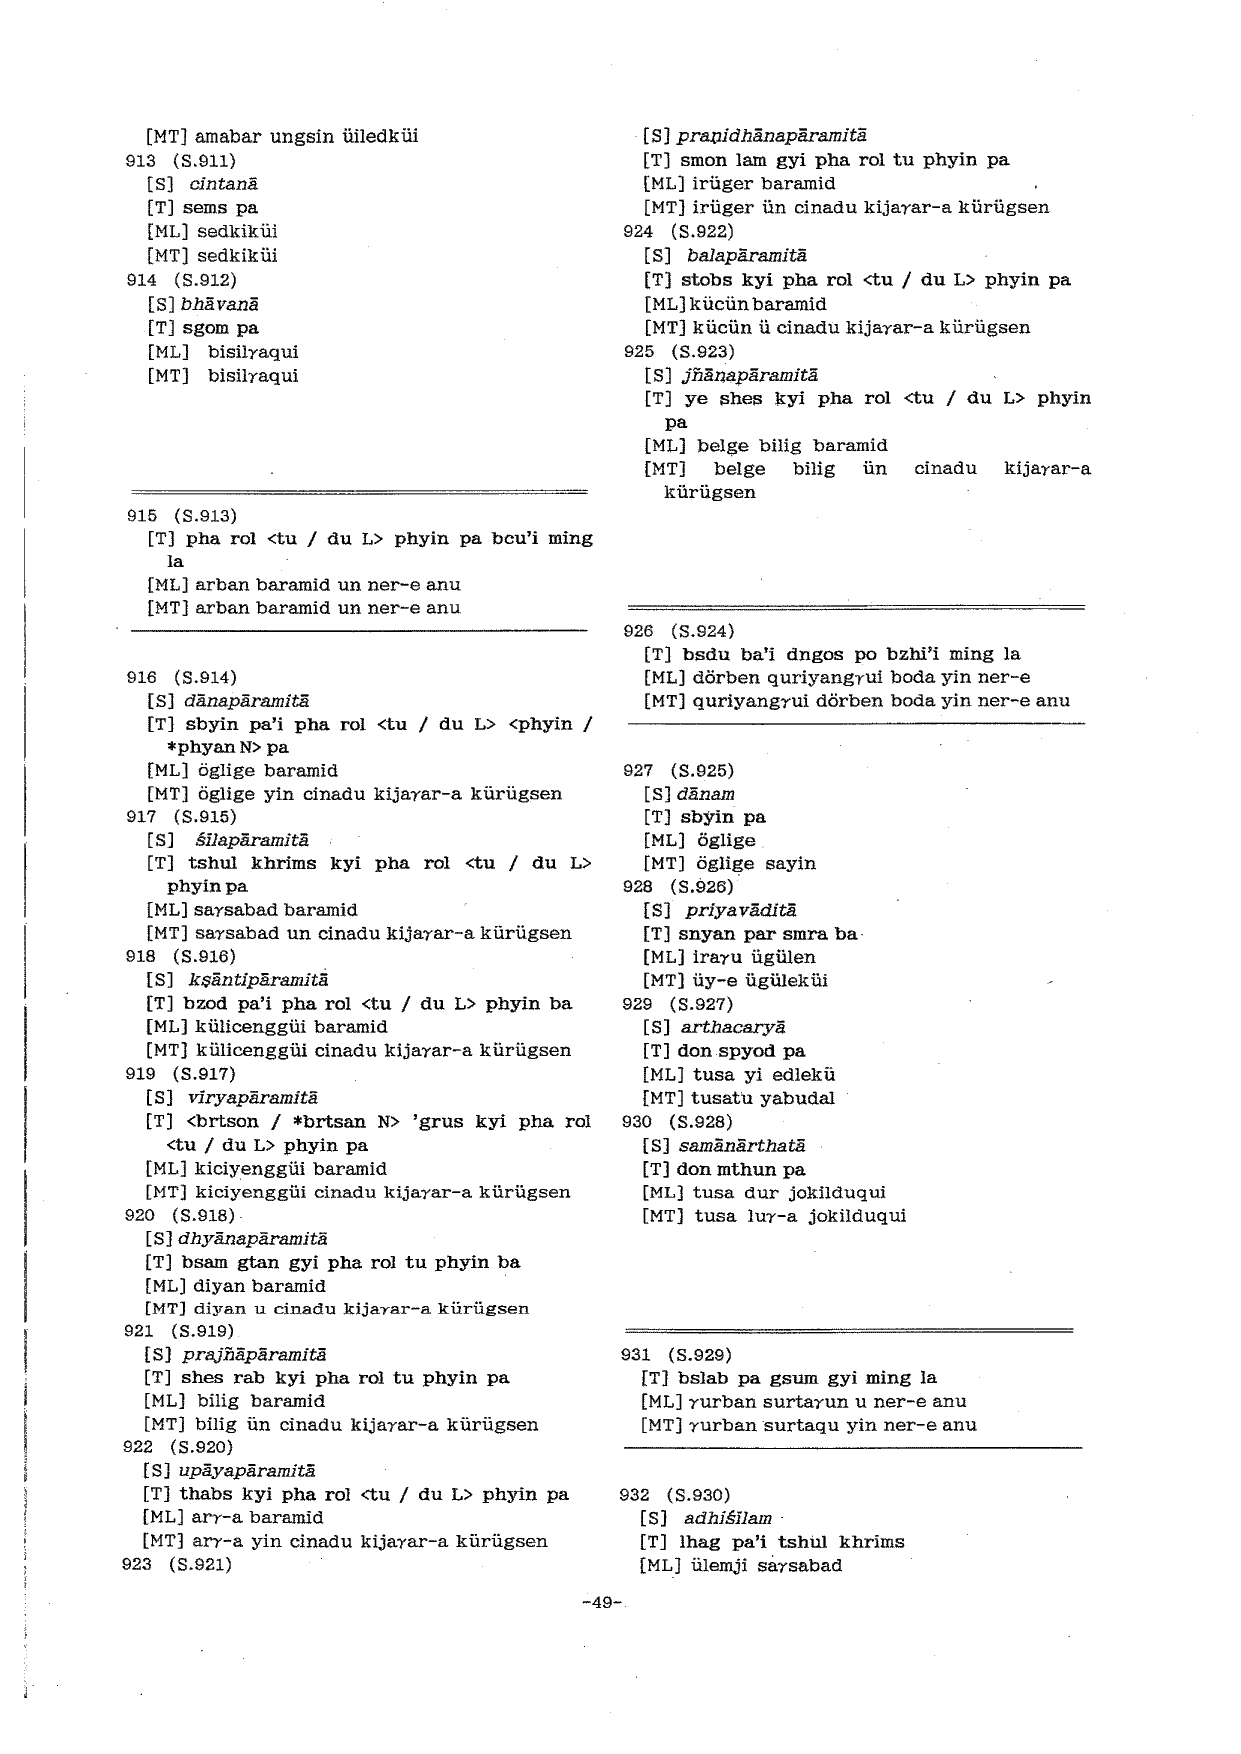 [MT] amabar ungsin üiledküi
913 (S.911)
[S] cintanā
[T] sems pa
[ML] sedkiküi
[MT] sedkiküi
914 (S.912)
[S] bhāvanā
[T] sgom pa
[ML] bisilγaqui
[MT] bisilγaqui
915 (S.913)
[T] pha rol <tu / du L> phyin pa bcu'i ming
la
[ML] arban baramid un ner-e anu
[MT] arban baramid un ner-e anu
916 (S.914)
[S] dānapāramitā
[T] sbyin pa'i pha rol <tu / du L> <phyin /
*phyan N> pa
[ML] öglige baramid
[MT] öglige yin cinadu kijaγar-a kürügsen
917 (S.915)
[S] śīlapāramitā
[T] tshul khrims kyi pha rol <tu / du L>
phyin pa
[ML] saγsabad baramid
[MT] saγsabad un cinadu kijaγar-a kürügsen
918 (S.916)
[S] kṣāntipāramitā
[T] bzod pa'i pha rol <tu / du L> phyin ba
[ML] külicenggüi baramid
[MT] külicenggüi cinadu kijaγar-a kürügsen
919 (S.917)
[S] vīryapāramitā
[T] <brtson / *brtsan N> 'grus kyi pha rol
<tu / du L> phyin pa
[ML] kiciyenggüi baramid
[MT] kiciyenggüi cinadu kijaγar-a kürügsen
920 (S.918)
[S] dhyānapāramitā
[T] bsam gtan gyi pha rol tu phyin ba
[ML] diyan baramid
[MT] diyan u cinadu kijaγar-a kürügsen
921 (S.919)
[S] prajñāpāramitā
[T] shes rab kyi pha rol tu phyin pa
[ML] bilig baramid
[MT] bilig ün cinadu kijaγar-a kürügsen
922 (S.920)
[S] upāyapāramitā
[T] thabs kyi pha rol <tu / du L> phyin pa
[ML] arγ-a baramid
[MT] arγ-a yin cinadu kijaγar-a kürügsen
923 (S.921)
[S] praṇidhānapāramitā
[T] smon lam gyi pha rol tu phyin pa
[ML] irüger baramid
[MT] irüger ün cinadu kijaγar-a kürügsen
924 (S.922)
[S] balapāramitā
[T] stobs kyi pha rol <tu / du L> phyin pa
[ML] kücün baramid
[MT] kücün ü cinadu kijaγar-a kürügsen
925 (S.923)
[S] jñānapāramitā
[T] ye shes kyi pha rol <tu / du L> phyin
pa
[ML] belge bilig baramid
[MT] belge bilig ün cinadu kijaγar-a
kürügsen
926 (S.924)
[T] bsdu ba'i dngos po bzhi'i ming la
[ML] dörben quriyangγui boda yin ner-e
[MT] quriyangγui dörben boda yin ner-e anu
927 (S.925)
[S] dānam
[T] sbyin pa
[ML] öglige
[MT] öglige sayin
928 (S.926)
[S] priyavāditā
[T] snyan par smra ba
[ML] iraγu ügülen
[MT] üy-e ügüleküi
929 (S.927)
[S] arthacaryā
[T] don spyod pa
[ML] tusa yi edlekü
[MT] tusatu yabudal
930 (S.928)
[S] samānārthatā
[T] don mthun pa
[ML] tusa dur jokilduqui
[MT] tusa luγ-a jokilduqui
931 (S.929)
[T] bslab pa gsum gyi ming la
[ML] γurban surtaγun u ner-e anu
[MT] γurban surtaqu yin ner-e anu
932 (S.930)
[S] adhiśīlam
[T] lhag pa'i tshul khrims
[ML] ülemji saγsabad
-49-